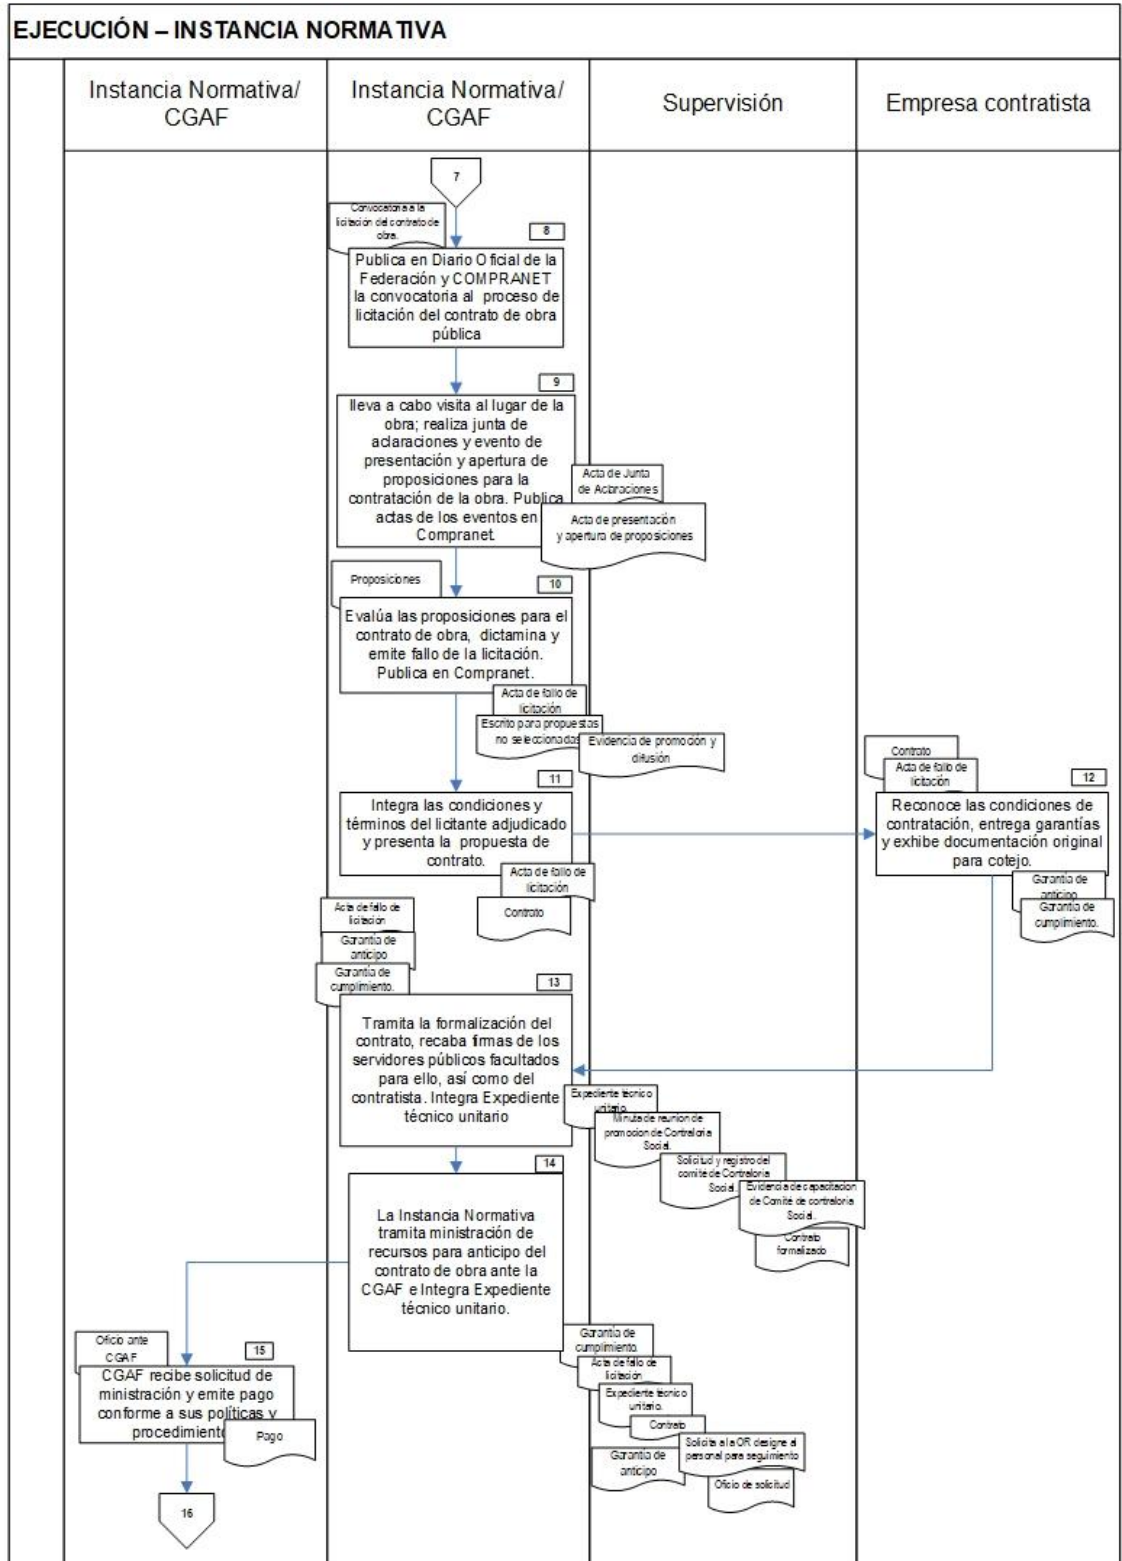 EJECUCIÓN – INSTANCIA NORMATIVA
Instancia Normativa/
CGAF
Instancia Normativa/
CGAF
Supervisión
Empresa contratista
7
Convocatoria a la
licitación del contrato de
obra.
8
Publica en Diario Oficial de la
Federación y COMPRANET
la convocatoria al proceso de
licitación del contrato de obra
pública
9
lleva a cabo visita al lugar de la
obra; realiza junta de
aclaraciones y evento de
presentación y apertura de
proposiciones para la
contratación de la obra. Publica
actas de los eventos en
Compranet.
Acta de Junta
de Aclaraciones
Acta de presentación
y apertura de proposiciones
Proposiciones
10
Evalúa las proposiciones para el
contrato de obra, dictamina y
emite fallo de la licitación.
Publica en Compranet.
Acta de fallo de
licitación
Escrito para propuestas
no seleccionadas
Evidencia de promoción y
difusión
11
Integra las condiciones y
términos del licitante adjudicado
y presenta la propuesta de
contrato.
Acta de fallo de
licitación
Contrato
Contrato
Acta de fallo de
licitación
12
Reconoce las condiciones de
contratación, entrega garantías
y exhibe documentación original
para cotejo.
Garantía de
anticipo
Garantía de
cumplimiento.
Acta de fallo de
licitación
Garantía de
anticipo
Garantía de
cumplimiento.
13
Tramita la formalización del
contrato, recaba firmas de los
servidores públicos facultados
para ello, así como del
contratista. Integra Expediente
técnico unitario
Expediente técnico
unitario.
Minuta de reunion de
promocion de Contraloria
Social.
Solicitud y registro del
comité de Contraloria
Social.
Evidencia de capacitacion
de Comité de contraloria
Social.
Contrato
formalizado
14
La Instancia Normativa
tramita ministración de
recursos para anticipo del
contrato de obra ante la
CGAF e Integra Expediente
técnico unitario.
Garantía de
cumplimiento.
Acta de fallo de
licitación
Expediente técnico
unitario.
Contrato
Garantía de
anticipo
Solicita a la OR designe al
personal para seguimiento
Oficio de solicitud
Oficio ante
CGAF
15
CGAF recibe solicitud de
ministración y emite pago
conforme a sus políticas y
procedimiento
Pago
16